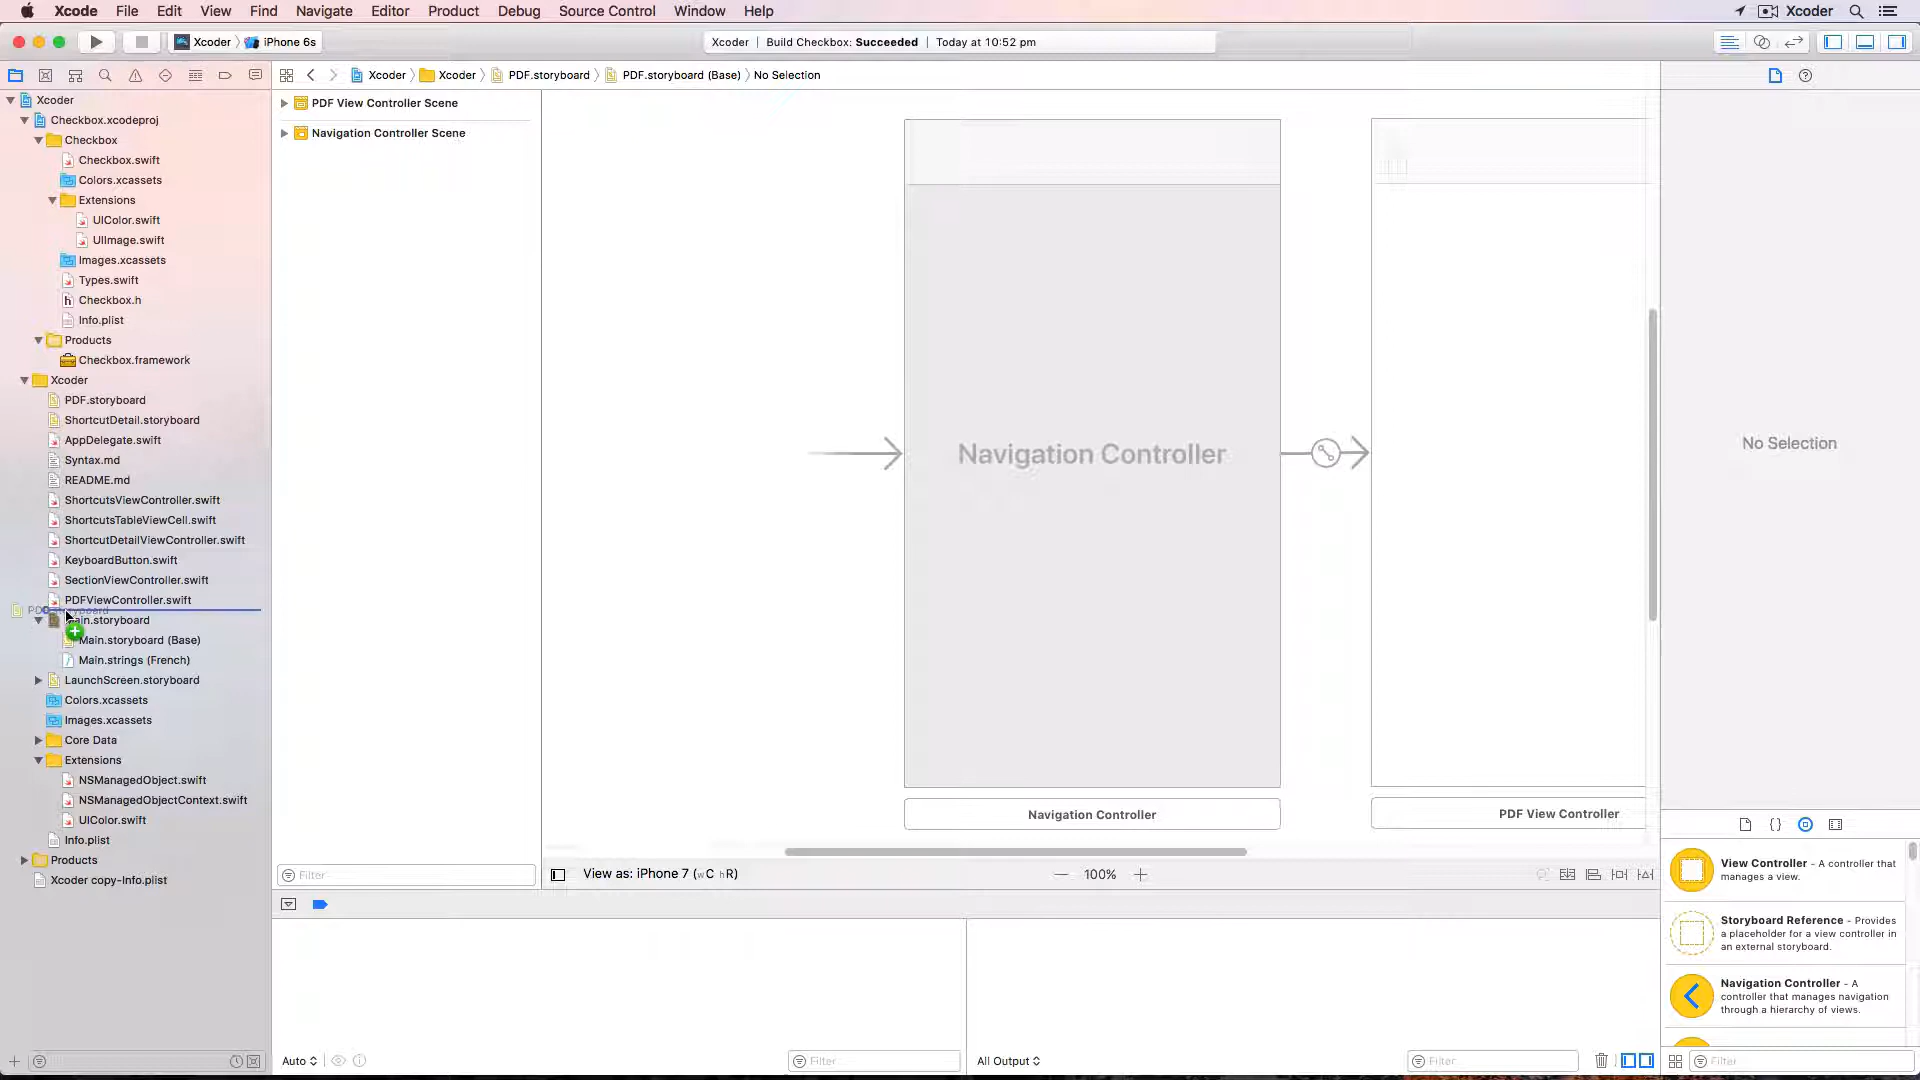 Xcode File Edit View Find Navigate Editor Product Debug Source Control Window Help Xcoder
Xcoder iPhone 6s Xcoder Build Checkbox: Succeeded Today at 10:52 pm
Xcoder Xcoder PDF.storyboard PDF.storyboard (Base) No Selection
Xcoder
Checkbox.xcodeproj
Checkbox
Checkbox.swift
Colors.xcassets
Extensions
UIColor.swift
UIImage.swift
Images.xcassets
Types.swift
Checkbox.h
Info.plist
Products
Checkbox.framework
Xcoder
PDF.storyboard
ShortcutDetail.storyboard
AppDelegate.swift
Syntax.md
README.md
ShortcutsViewController.swift
ShortcutsTableViewCell.swift
ShortcutDetailViewController.swift
KeyboardButton.swift
SectionViewController.swift
PDFViewController.swift
PDF.storyboard
Main.storyboard
Main.storyboard (Base)
Main.strings (French)
LaunchScreen.storyboard
Colors.xcassets
Images.xcassets
Core Data
Extensions
NSManagedObject.swift
NSManagedObjectContext.swift
UIColor.swift
Info.plist
Products
Xcoder copy-Info.plist
PDF View Controller Scene
Navigation Controller Scene
Filter
Navigation Controller
Navigation Controller
PDF View Controller
View as: iPhone 7 (wC hR)
100%
Auto
Filter
All Output
Filter
No Selection
View Controller - A controller that
manages a view.
Storyboard Reference - Provides
a placeholder for a view controller in
an external storyboard.
Navigation Controller - A
controller that manages navigation
through a hierarchy of views.
Filter